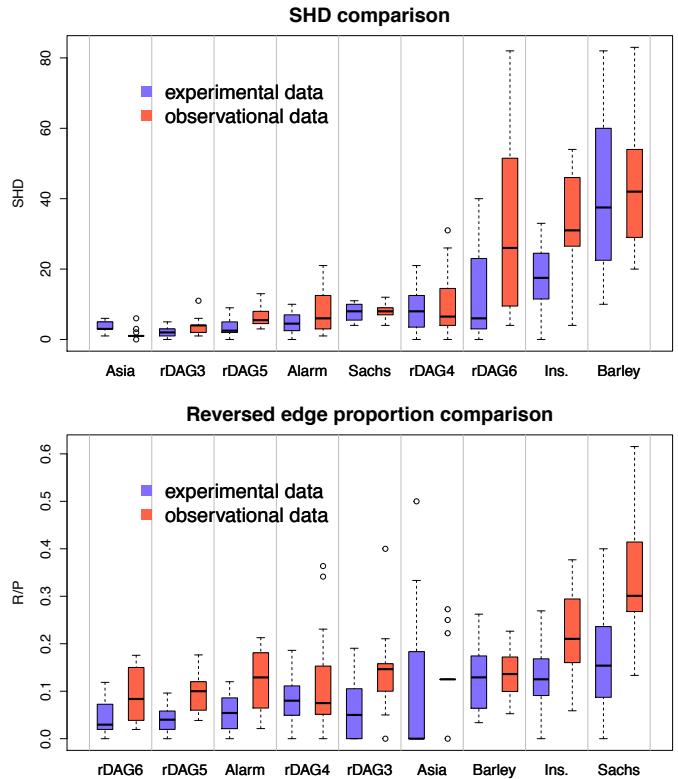 SHD comparison
80
60
40
20
0
SHD
experimental data
observational data
Asia rDAG3 rDAG5 Alarm Sachs rDAG4 rDAG6 Ins. Barley
Reversed edge proportion comparison
0.6
0.5
0.4
0.3
0.2
0.1
0.0
R/P
experimental data
observational data
rDAG6 rDAG5 Alarm rDAG4 rDAG3 Asia Barley Ins. Sachs